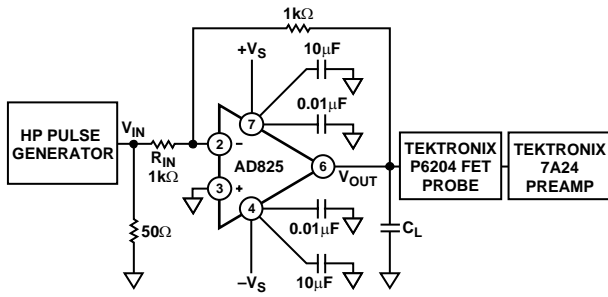 1kΩ
+VS
10μF
0.01μF
HP PULSE
GENERATOR
VIN
RIN
1kΩ
50Ω
2
–
3
+
7
AD825
4
6
VOUT
TEKTRONIX
P6204 FET
PROBE
TEKTRONIX
7A24
PREAMP
0.01μF
10μF
–VS
CL